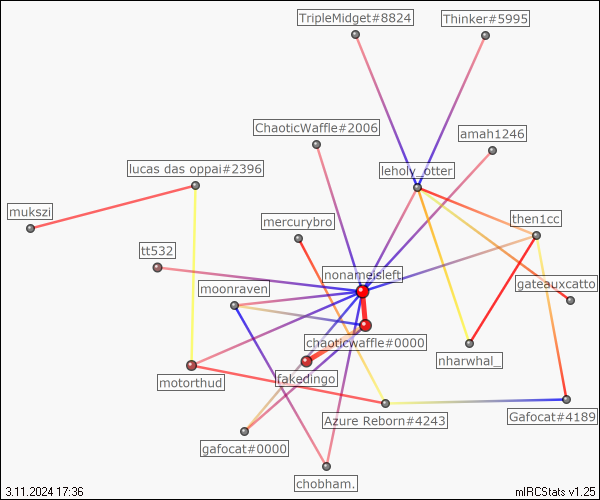 TripleMidget#8824
Thinker#5995
ChaoticWaffle#2006
amah1246
lucas das oppai#2396
leholy_otter
mukszi
mercurybro
then1cc
tt532
nonameisleft
moonraven
gateauxcatto
chaoticwaffle#0000
nharwhal_
fakedingo
motorthud
Azure Reborn#4243
Gafocat#4189
gafocat#0000
chobham.
3.11.2024 17:36
mIRCStats v1.25